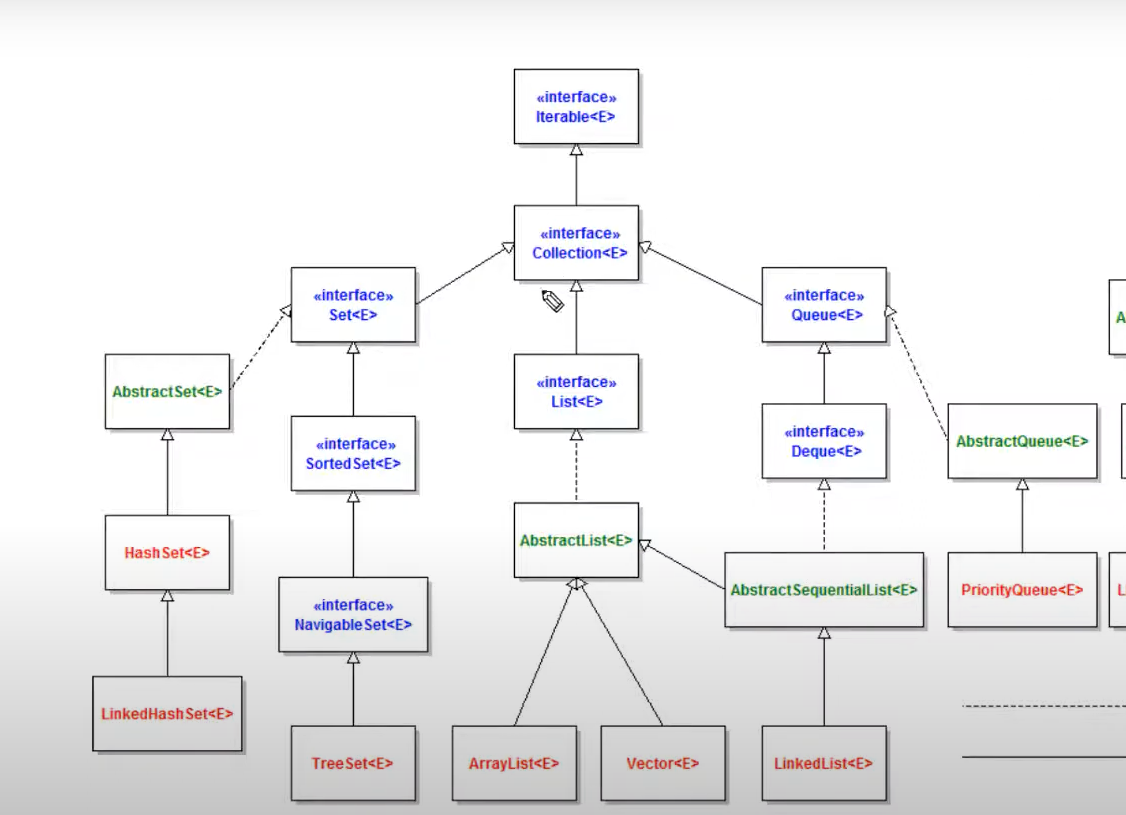 «interface»
Iterable<E>
«interface»
Collection<E>
«interface»
Set<E>
«interface»
Queue<E>
A
AbstractSet<E>
«interface»
List<E>
«interface»
SortedSet<E>
«interface»
Deque<E>
AbstractQueue<E>
HashSet<E>
AbstractList<E>
«interface»
NavigableSet<E>
AbstractSequentialList<E>
PriorityQueue<E>
L
LinkedHashSet<E>
TreeSet<E>
ArrayList<E>
Vector<E>
LinkedList<E>